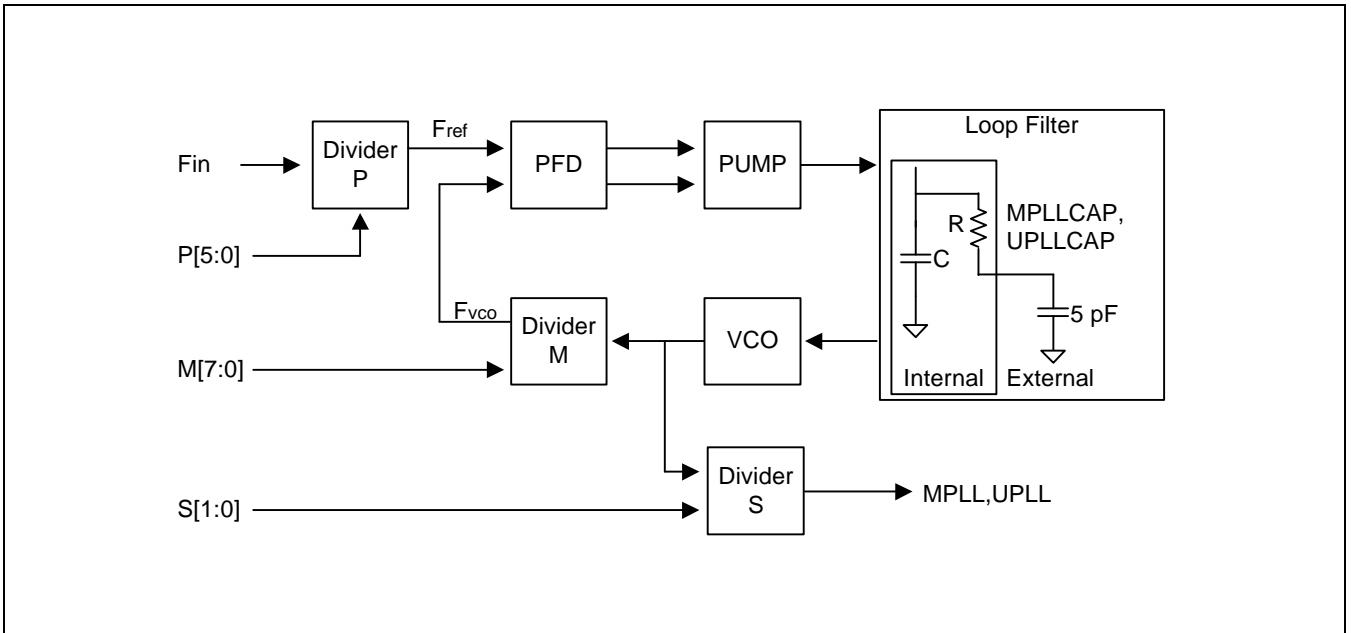 Fin
Divider
P
Fref
PFD
PUMP
Loop Filter
P[5:0]
R
MPLLCAP,
UPLLCAP
C
5 pF
Internal
External
M[7:0]
Fvco
Divider
M
VCO
S[1:0]
Divider
S
MPLL,UPLL